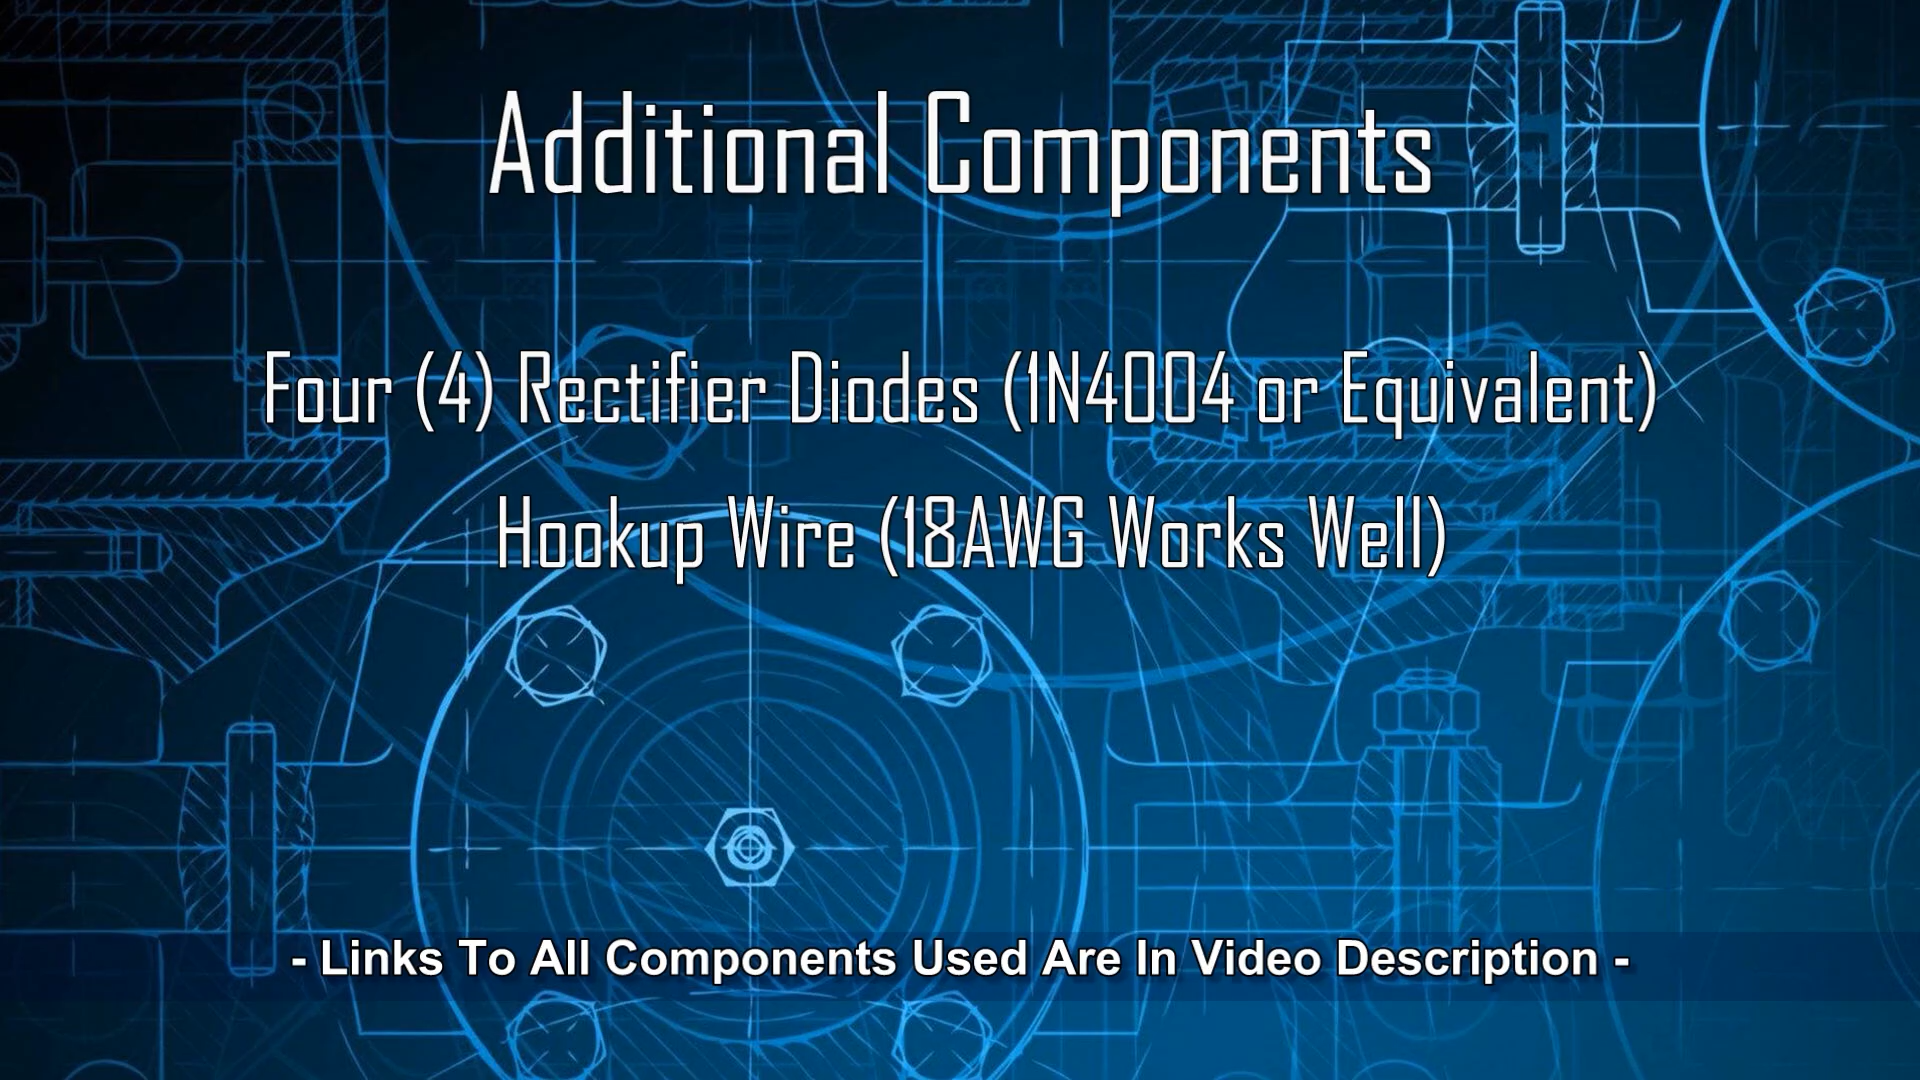 Additional Components
Four (4) Rectifier Diodes (1N4004 or Equivalent)
Hookup Wire (18AWG Works Well)
- Links To All Components Used Are In Video Description -